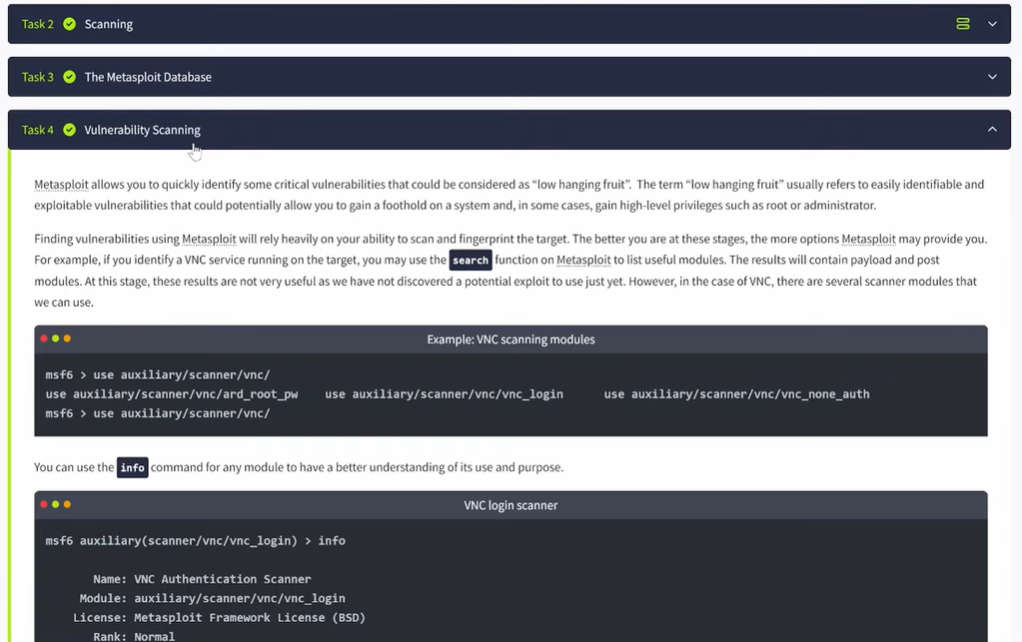 Task 2 Scanning
Task 3 The Metasploit Database
Task 4 Vulnerability Scanning
Metasploit allows you to quickly identify some critical vulnerabilities that could be considered as “low hanging fruit”. The term “low hanging fruit” usually refers to easily identifiable and
exploitable vulnerabilities that could potentially allow you to gain a foothold on a system and, in some cases, gain high-level privileges such as root or administrator.
Finding vulnerabilities using Metasploit will rely heavily on your ability to scan and fingerprint the target. The better you are at these stages, the more options Metasploit may provide you.
For example, if you identify a VNC service running on the target, you may use the search function on Metasploit to list useful modules. The results will contain payload and post
modules. At this stage, these results are not very useful as we have not discovered a potential exploit to use just yet. However, in the case of VNC, there are several scanner modules that
we can use.
Example: VNC scanning modules
msf6 > use auxiliary/scanner/vnc/
use auxiliary/scanner/vnc/ard_root_pw use auxiliary/scanner/vnc/vnc_login use auxiliary/scanner/vnc/vnc_none_auth
msf6 > use auxiliary/scanner/vnc/
You can use the info command for any module to have a better understanding of its use and purpose.
VNC login scanner
msf6 auxiliary(scanner/vnc/vnc_login) > info
Name: VNC Authentication Scanner
Module: auxiliary/scanner/vnc/vnc_login
License: Metasploit Framework License (BSD)
Rank: Normal